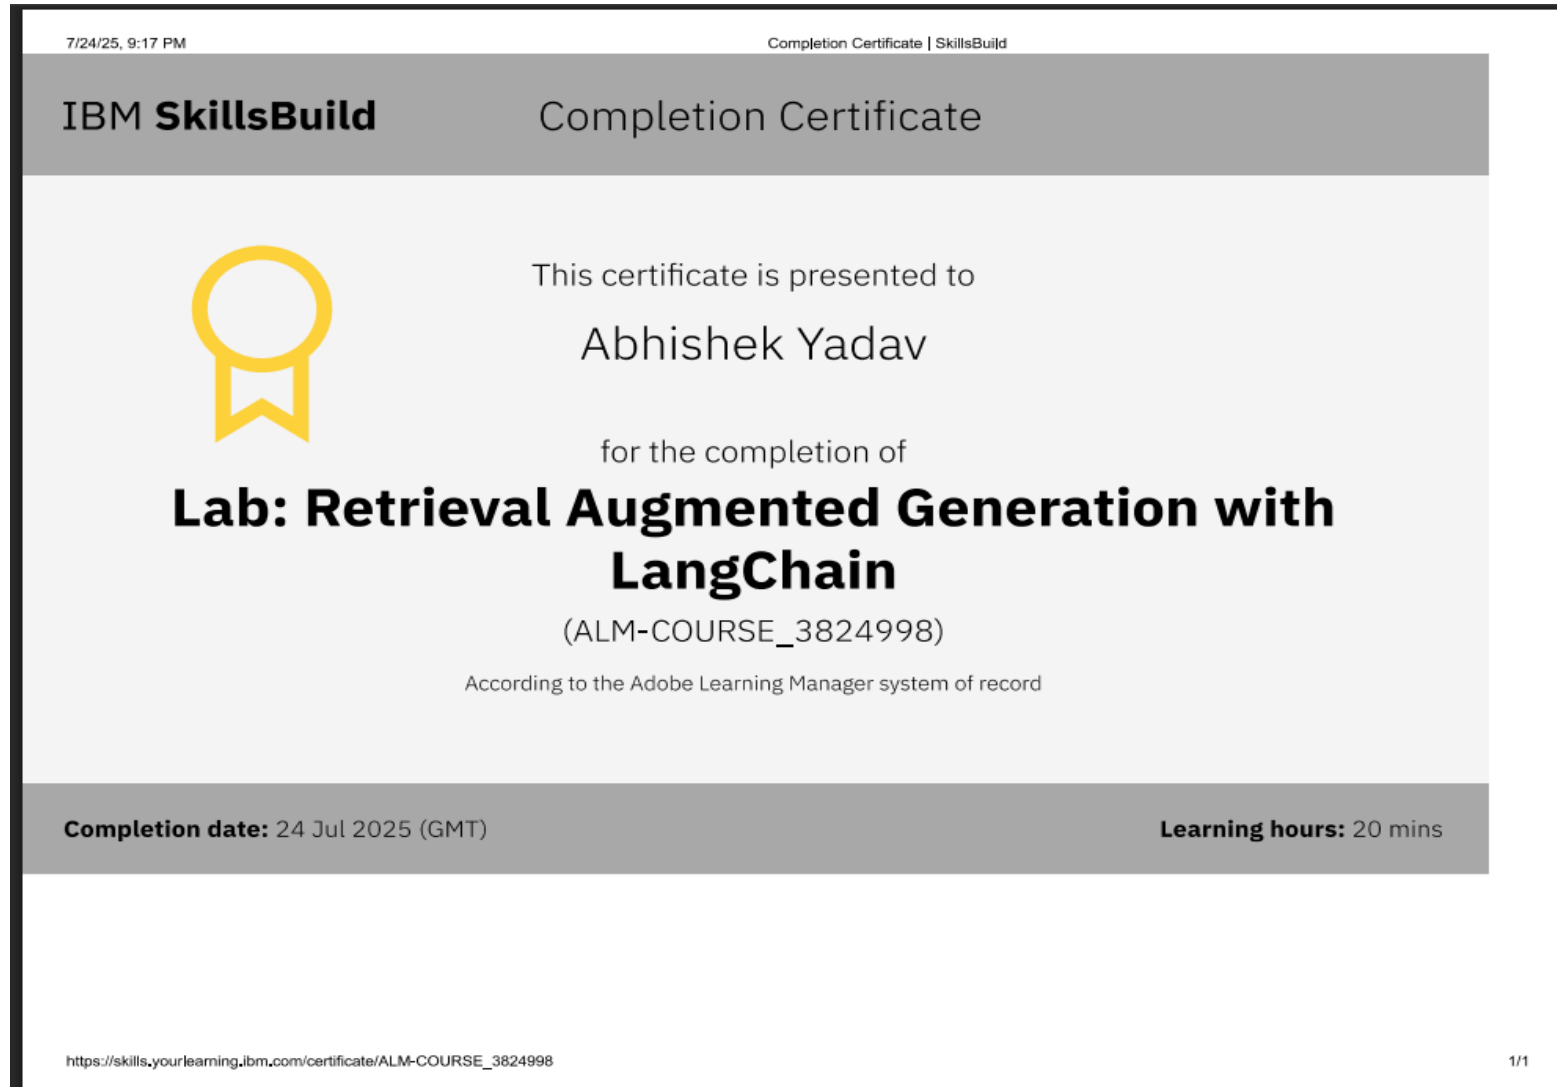 7/24/25, 9:17 PM
Completion Certificate | SkillsBuild
IBM SkillsBuild
Completion Certificate
This certificate is presented to
Abhishek Yadav
for the completion of
Lab: Retrieval Augmented Generation with
LangChain
(ALM-COURSE_3824998)
According to the Adobe Learning Manager system of record
Completion date: 24 Jul 2025 (GMT)
Learning hours: 20 mins
https://skills.yourlearning.ibm.com/certificate/ALM-COURSE_3824998
1/1